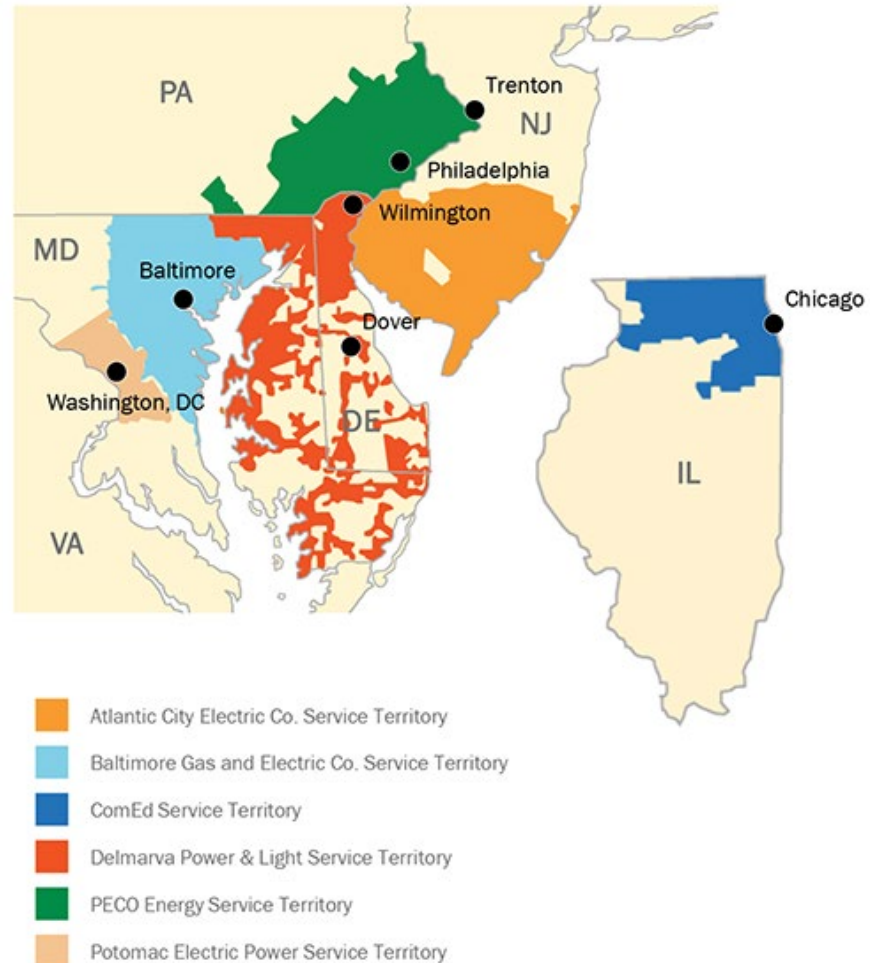 PA
Trenton
NJ
Philadelphia
Wilmington
MD
Baltimore
Chicago
Dover
Washington, DC
DE
IL
VA
Atlantic City Electric Co. Service Territory
Baltimore Gas and Electric Co. Service Territory
ComEd Service Territory
Delmarva Power & Light Service Territory
PECO Energy Service Territory
Potomac Electric Power Service Territory